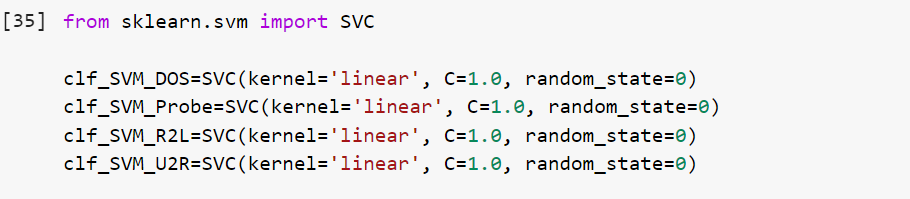 [35] from sklearn.svm import SVC
clf_SVM_DOS=SVC(kernel='linear', C=1.0, random_state=0)
clf_SVM_Probe=SVC(kernel='linear', C=1.0, random_state=0)
clf_SVM_R2L=SVC(kernel='linear', C=1.0, random_state=0)
clf_SVM_U2R=SVC(kernel='linear', C=1.0, random_state=0)